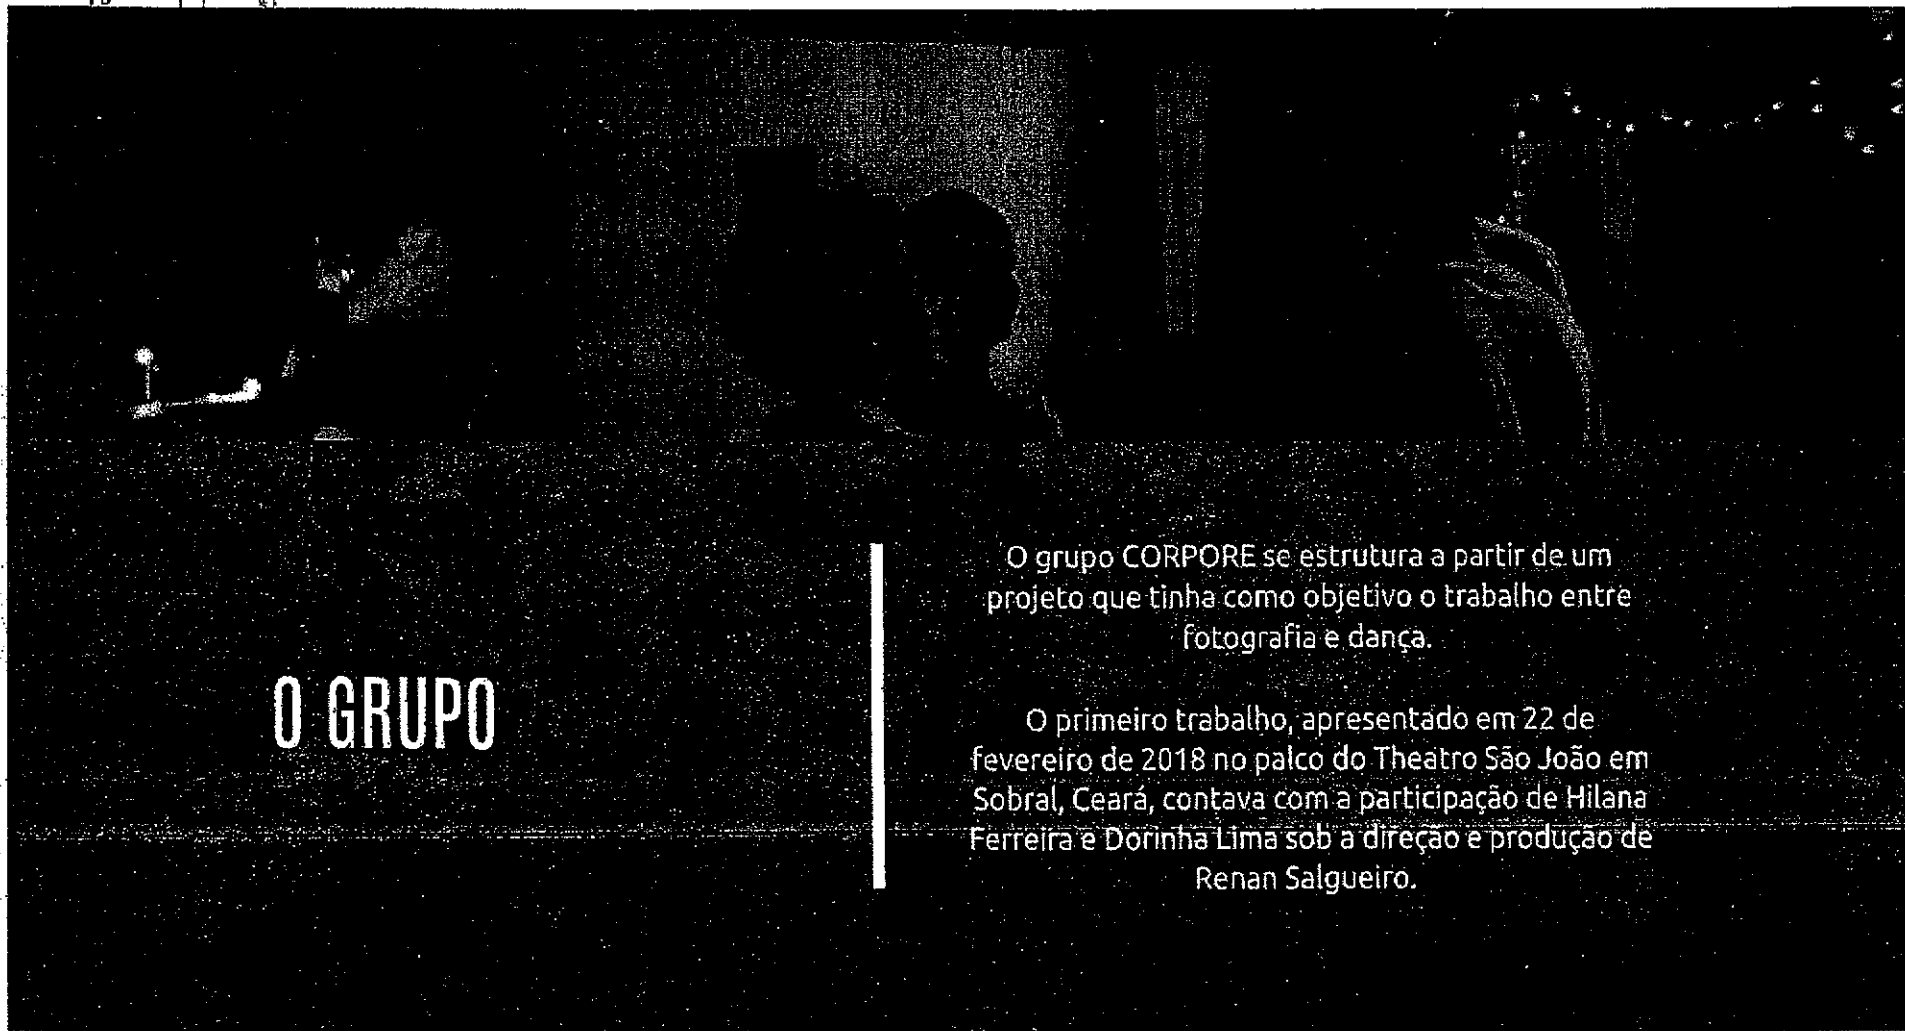 O GRUPO
O grupo CORPORE se estrutura a partir de um
projeto que tinha como objetivo o trabalho entre
fotografia e dança.
O primeiro trabalho, apresentado em 22 de
fevereiro de 2018 no palco do Theatro São João em
Sobral, Ceará, contava com a participação de Hilana
Ferreira e Dorinha Lima sob a direção e produção de
Renan Salgueiro.